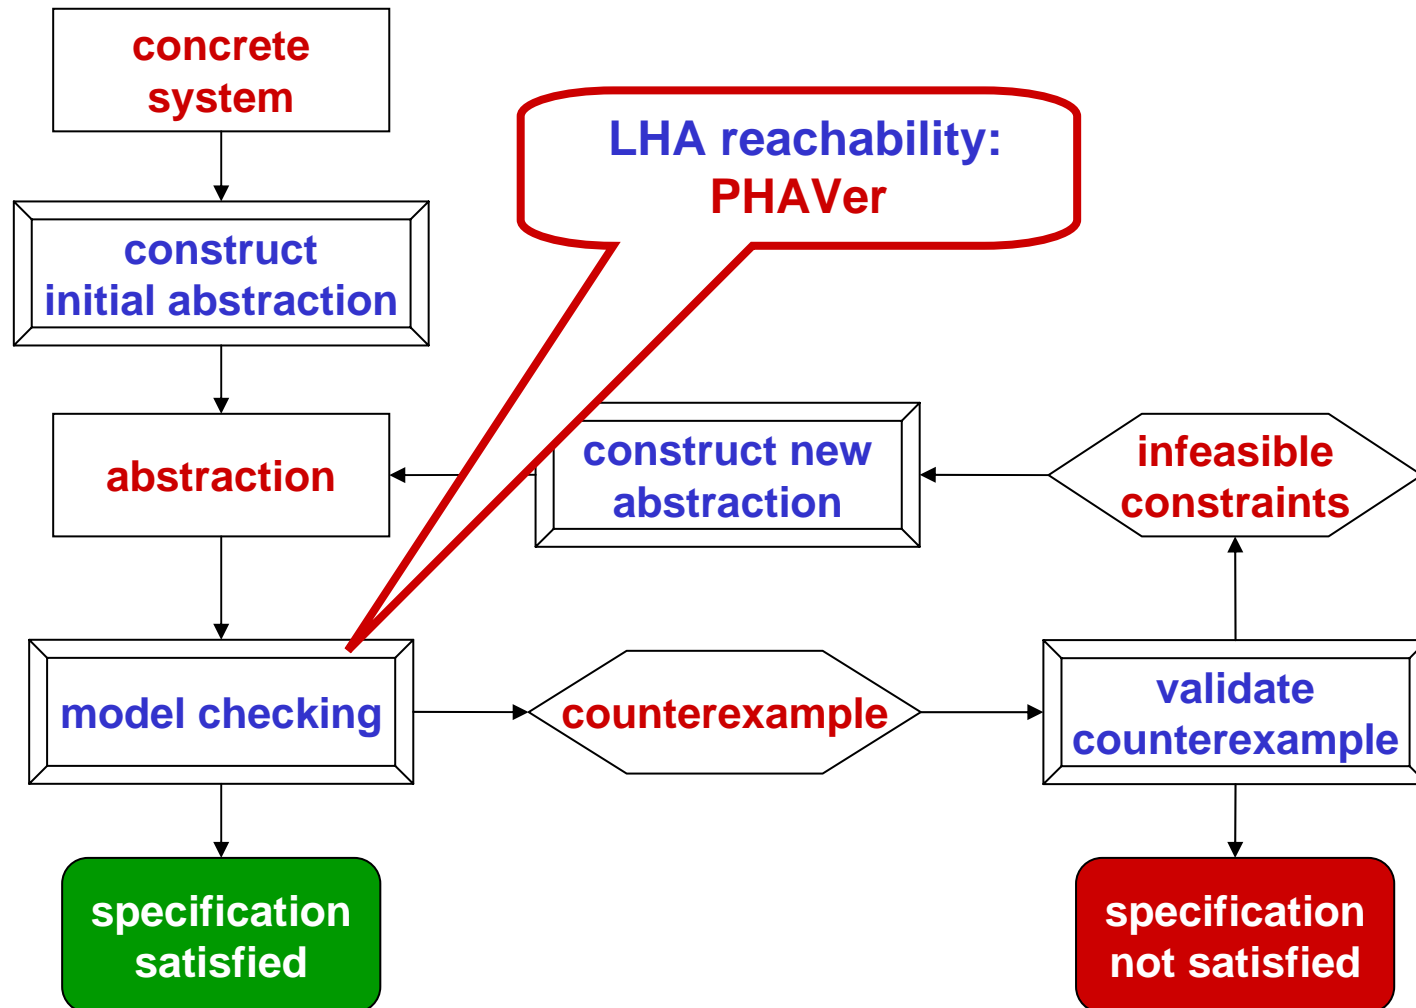 concrete
system
LHA reachability:
PHAVer
construct
initial abstraction
abstraction
construct new
abstraction
infeasible
constraints
model checking
counterexample
validate
counterexample
specification
satisfied
specification
not satisfied